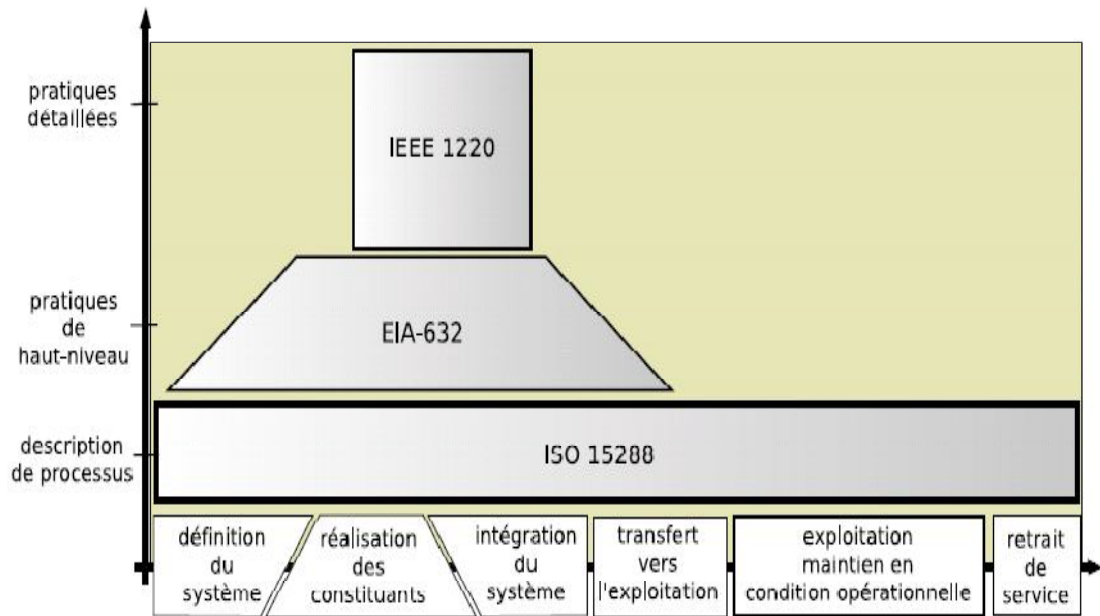 pratiques
détaillées
IEEE 1220
pratiques
de
haut-niveau
EIA-632
description
de processus
ISO 15288
définition
du
système
réalisation
des
constituants
intégration
du
système
transfert
vers
l'exploitation
exploitation
maintien en
condition opérationnelle
retrait
de
service